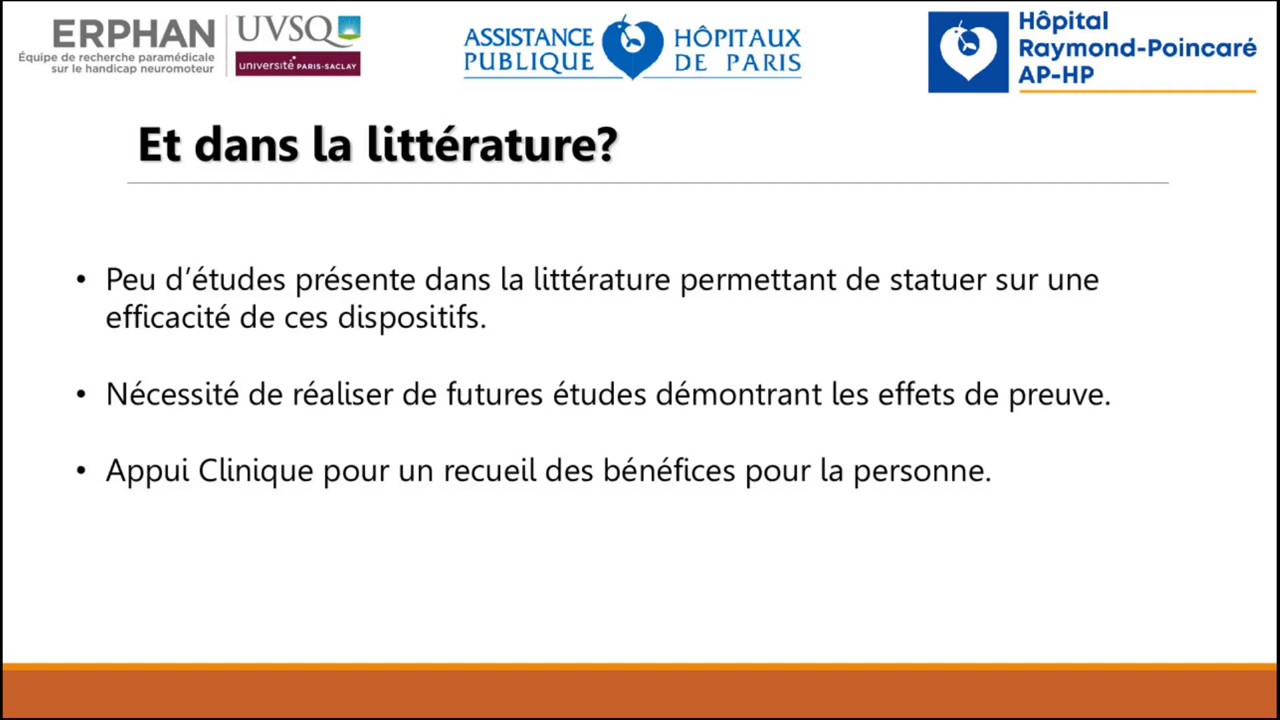 ERPHAN
Équipe de recherche paramédicale
sur le handicap neuromoteur
UVSQ
université PARIS-SACLAY
ASSISTANCE
PUBLIQUE
HÔPITAUX
DE PARIS
Hôpital
Raymond-Poincaré
AP-HP
Et dans la littérature?
• Peu d’études présente dans la littérature permettant de statuer sur une
efficacité de ces dispositifs.
• Nécessité de réaliser de futures études démontrant les effets de preuve.
• Appui Clinique pour un recueil des bénéfices pour la personne.